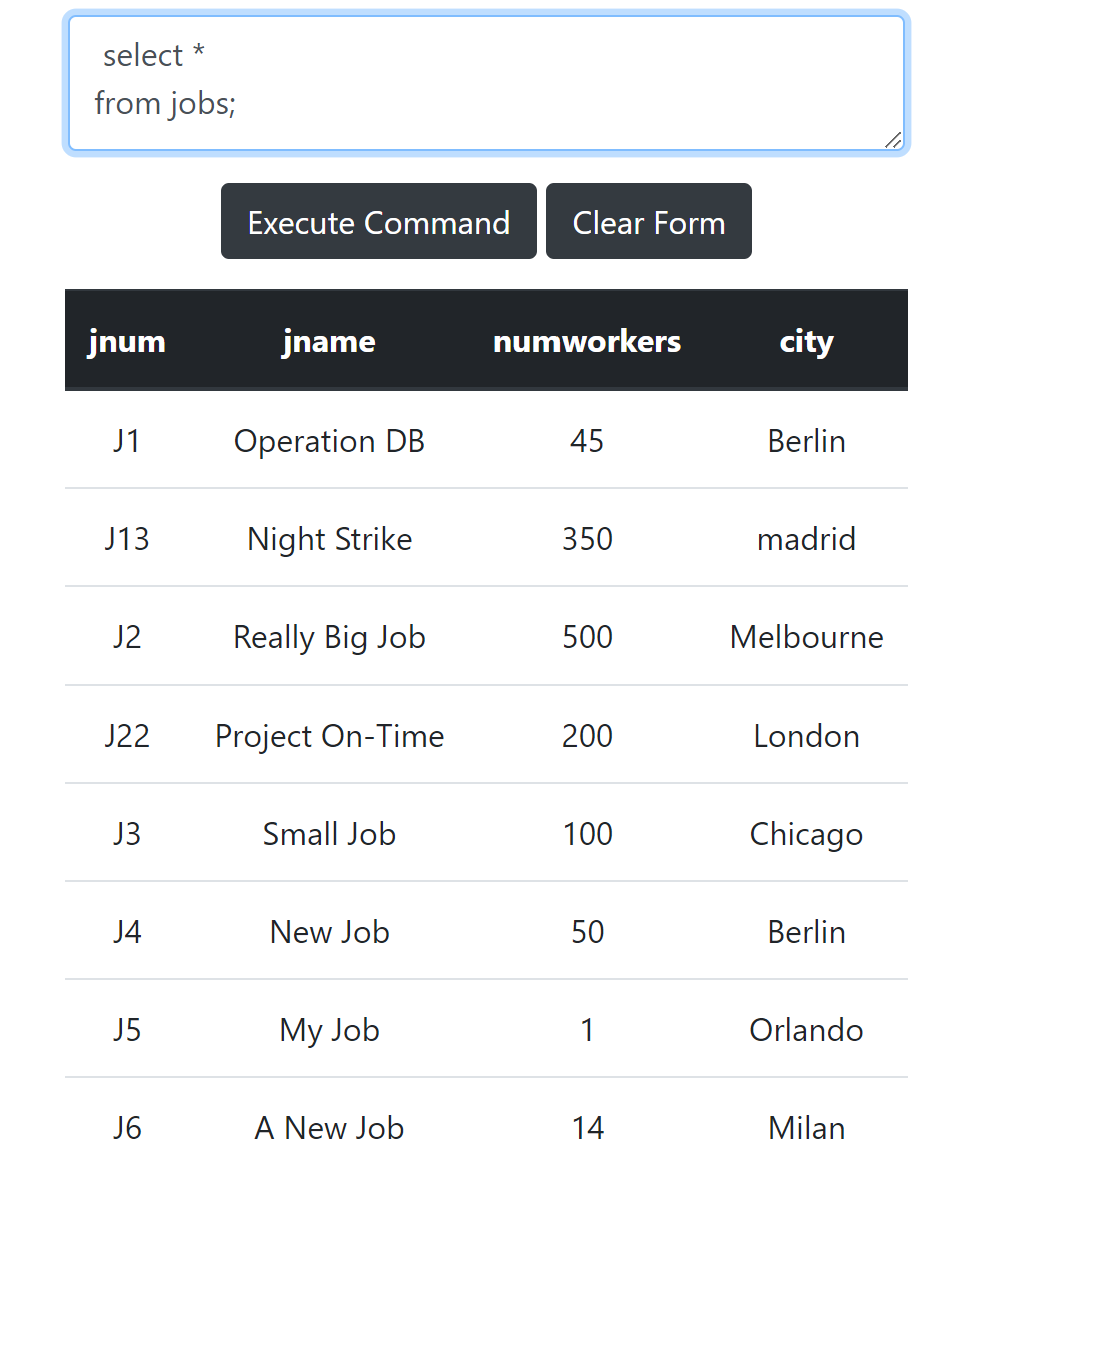 select *
from jobs;
Execute Command Clear Form
jnum jname numworkers city
J1 Operation DB 45 Berlin
J13 Night Strike 350 madrid
J2 Really Big Job 500 Melbourne
J22 Project On-Time 200 London
J3 Small Job 100 Chicago
J4 New Job 50 Berlin
J5 My Job 1 Orlando
J6 A New Job 14 Milan